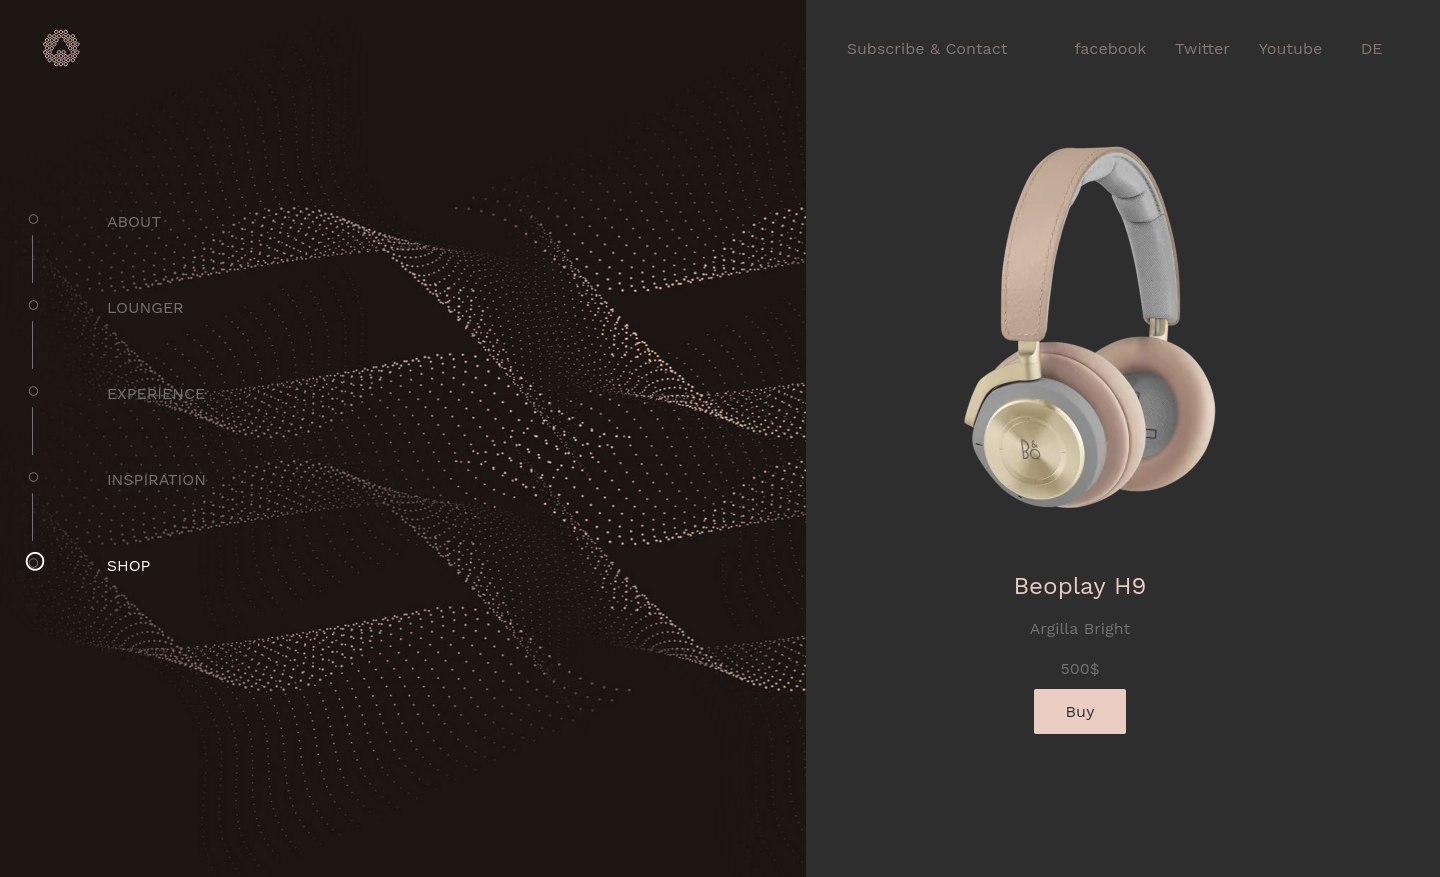 Subscribe & Contact facebook Twitter Youtube DE
ABOUT
LOUNGER
EXPERIENCE
INSPIRATION
SHOP
B&O
Beoplay H9
Argilla Bright
500$
Buy